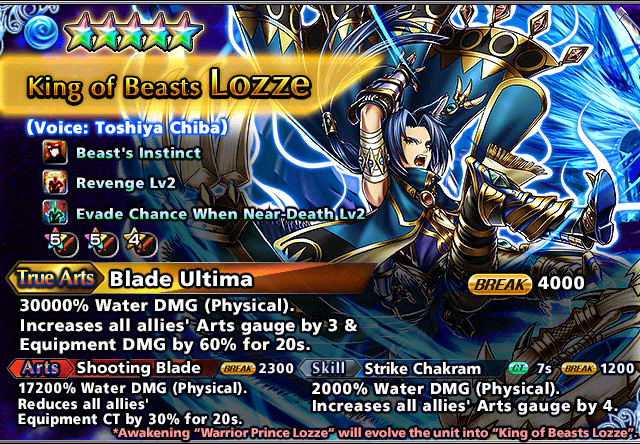 King of Beasts Lozze
(Voice: Toshiya Chiba)
Beast's Instinct
Revenge Lv2
Evade Chance When Near-Death Lv2
5 5 4
True Arts Blade Ultima BREAK 4000
30000% Water DMG (Physical).
Increases all allies' Arts gauge by 3 &
Equipment DMG by 60% for 20s.
Arts Shooting Blade BREAK 2300
17200% Water DMG (Physical).
Reduces all allies'
Equipment CT by 30% for 20s.
Skill Strike Chakram CT 7s BREAK 1200
2000% Water DMG (Physical).
Increases all allies' Arts gauge by 4.
*Awakening "Warrior Prince Lozze" will evolve the unit into "King of Beasts Lozze".